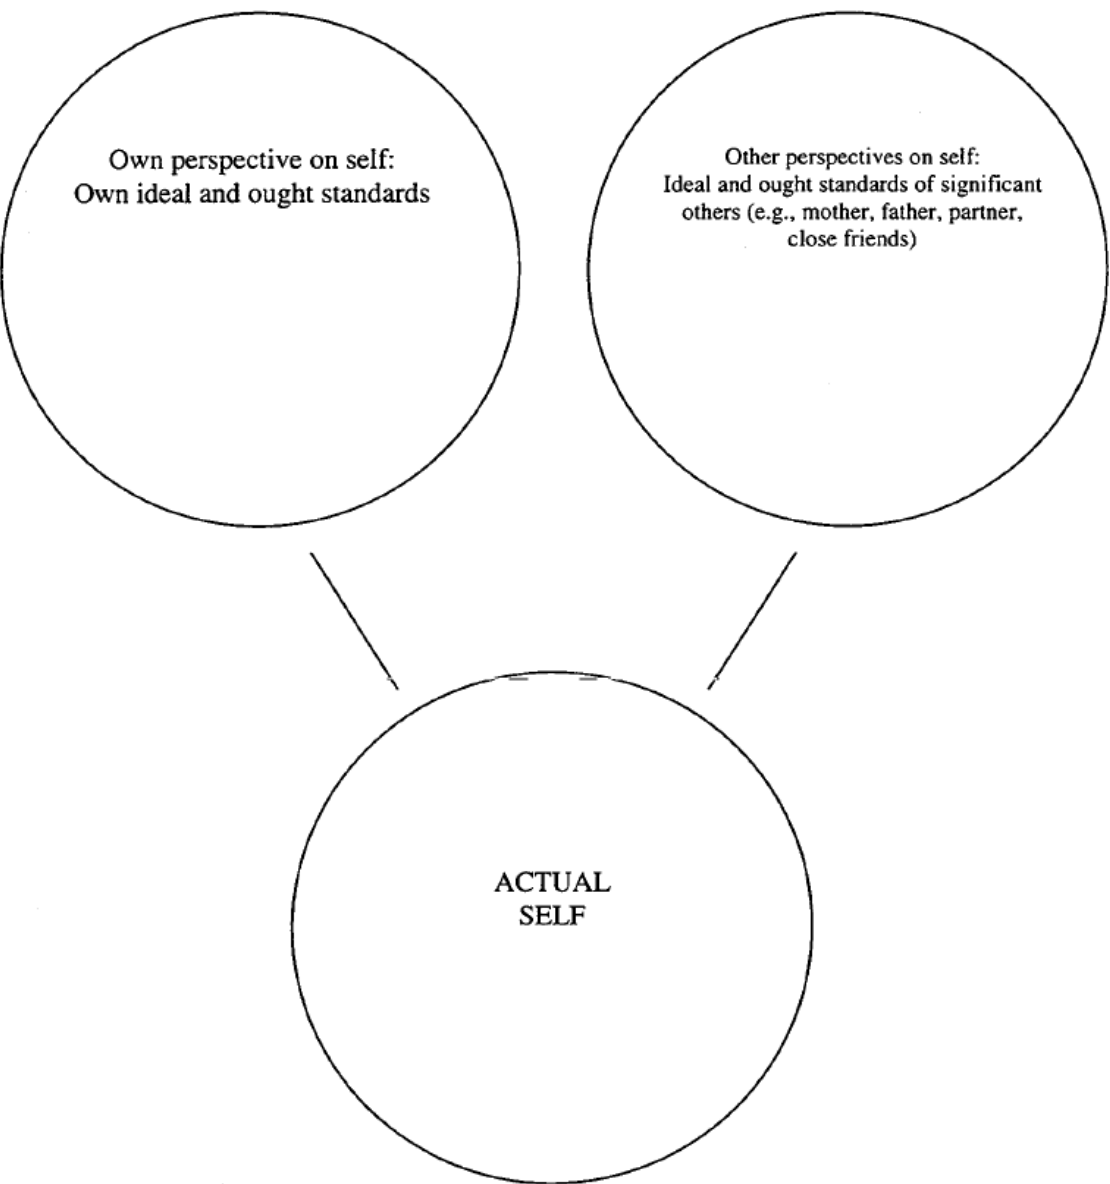 Own perspective on self:
Own ideal and ought standards
Other perspectives on self:
Ideal and ought standards of significant
others (e.g., mother, father, partner,
close friends)
ACTUAL
SELF